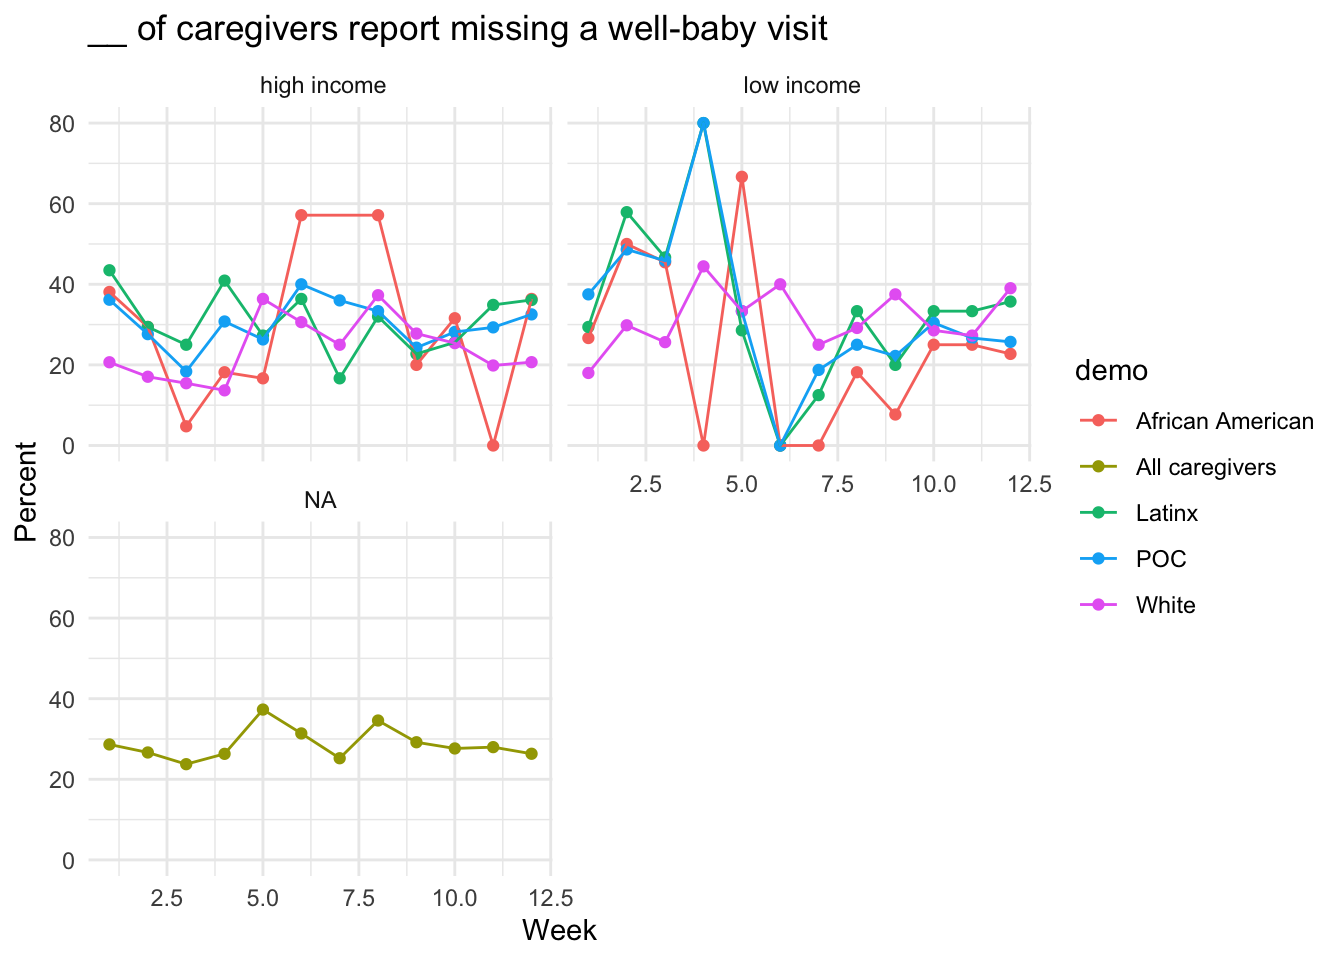 __ of caregivers report missing a well-baby visit
high income
low income
80
60
40
20
0
2.5 5.0 7.5 10.0 12.5
NA
80
60
40
20
0
2.5 5.0 7.5 10.0 12.5
Percent
Week
demo
African American
All caregivers
Latinx
POC
White